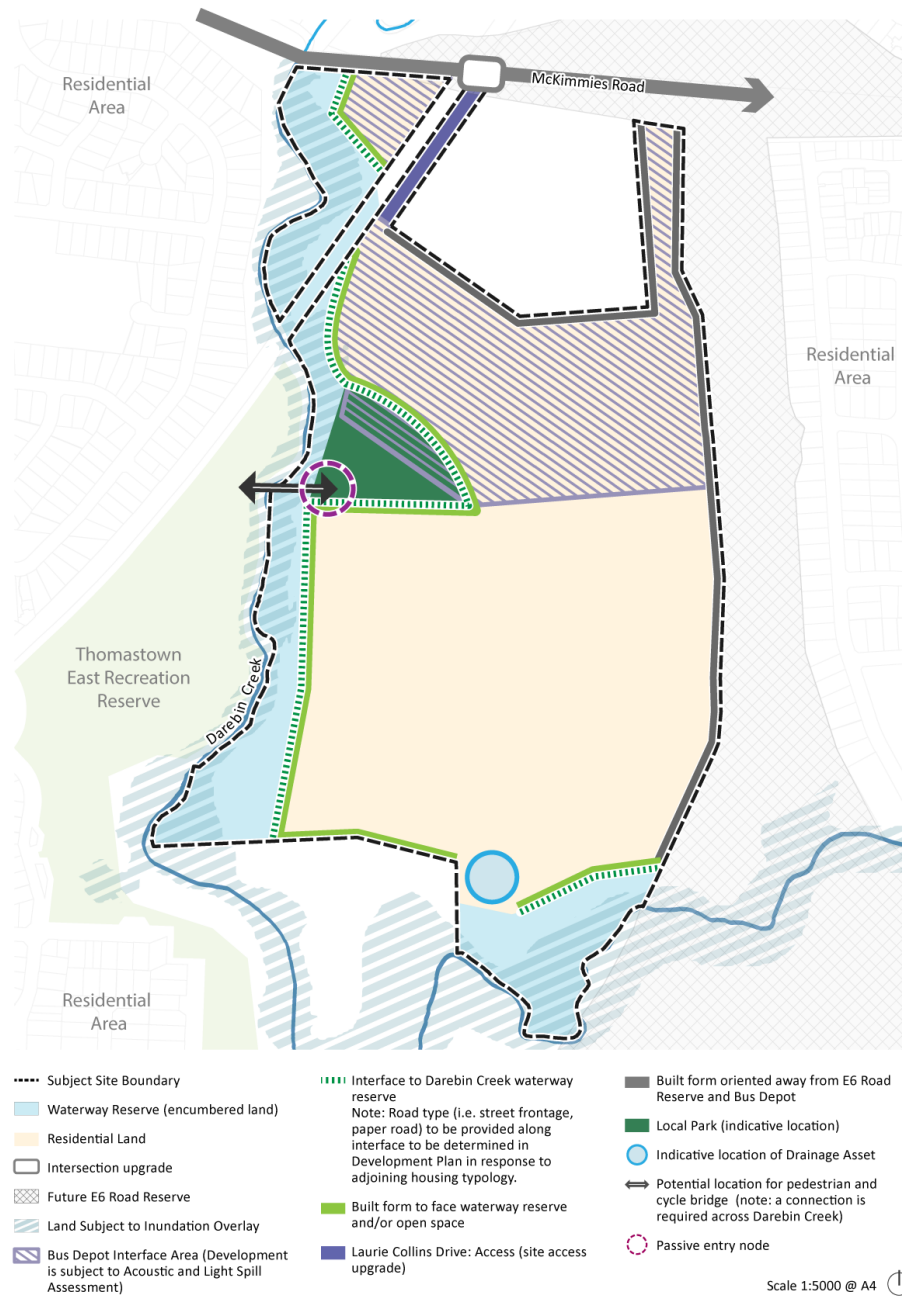 McKimmies Road
Residential
Area
Residential
Area
Thomastown
East Recreation
Reserve
Darebin Creek
Residential
Area
Subject Site Boundary
Waterway Reserve (encumbered land)
Residential Land
Intersection upgrade
Future E6 Road Reserve
Land Subject to Inundation Overlay
Bus Depot Interface Area (Development
is subject to Acoustic and Light Spill
Assessment)
Interface to Darebin Creek waterway
reserve
Note: Road type (i.e. street frontage,
paper road) to be provided along
interface to be determined in
Development Plan in response to
adjoining housing typology.
Built form to face waterway reserve
and/or open space
Laurie Collins Drive: Access (site access
upgrade)
Built form oriented away from E6 Road
Reserve and Bus Depot
Local Park (indicative location)
Indicative location of Drainage Asset
Potential location for pedestrian and
cycle bridge (note: a connection is
required across Darebin Creek)
Passive entry node
Scale 1:5000 @ A4